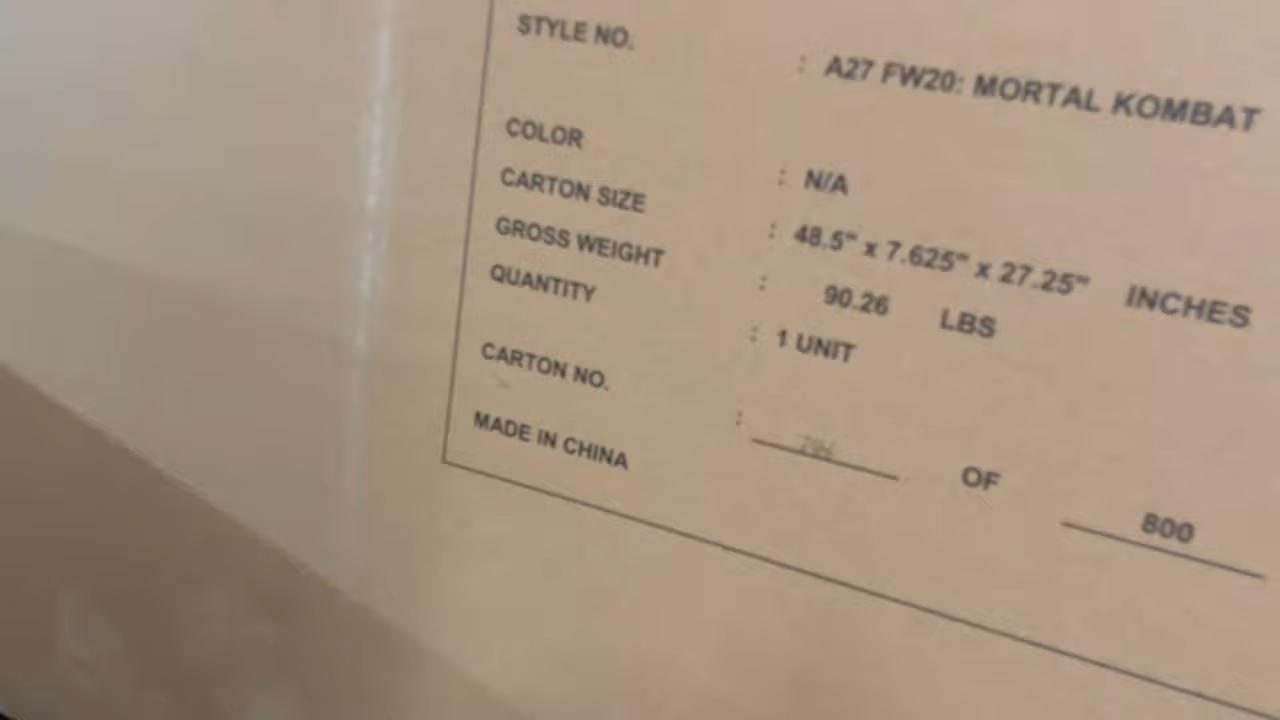 STYLE NO. : A27 FW20: MORTAL KOMBAT
COLOR : N/A
CARTON SIZE : 48.5" x 7.625" x 27.25" INCHES
GROSS WEIGHT : 90.26 LBS
QUANTITY : 1 UNIT
CARTON NO. : OF 800
MADE IN CHINA